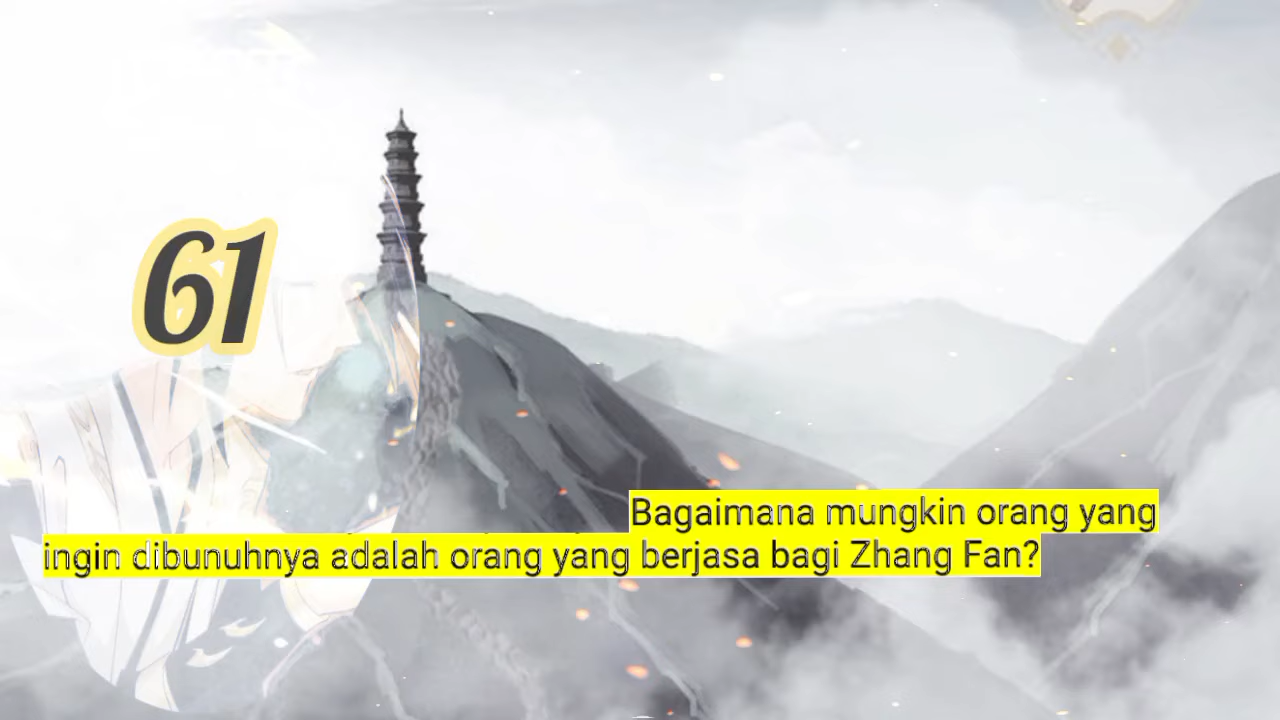 61
Bagaimana mungkin orang yang
ingin dibunuhnya adalah orang yang berjasa bagi Zhang Fan?